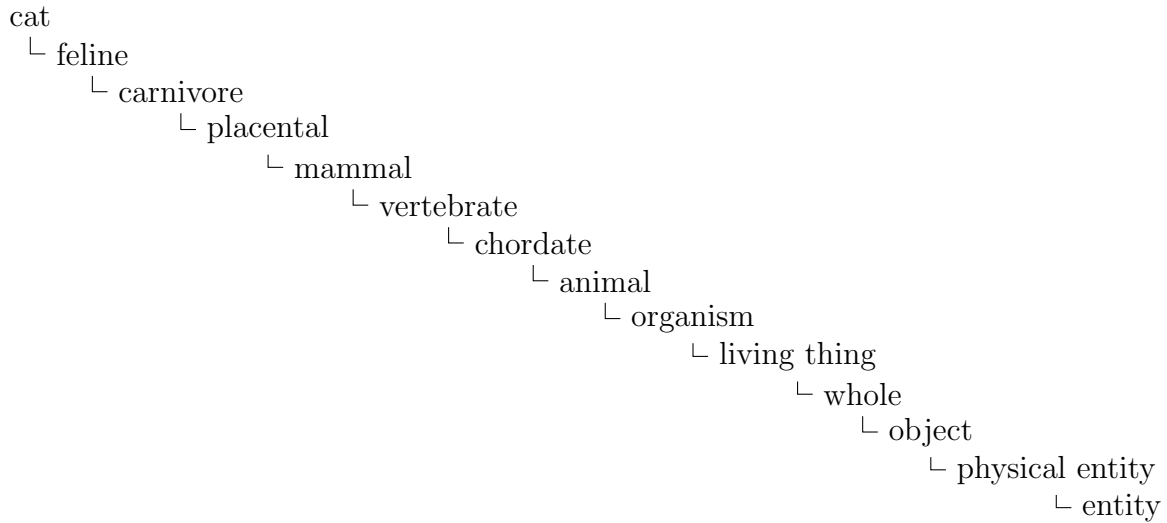 cat
feline
carnivore
placental
mammal
vertebrate
chordate
animal
organism
living thing
whole
object
physical entity
entity